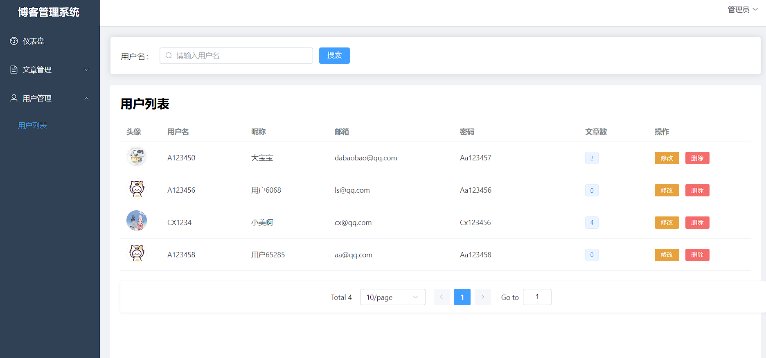 博客管理系统
管理员
仪表盘
文章管理
用户管理
用户列表
用户名：
请输入用户名
搜索
用户列表
头像 用户名 昵称 邮箱 密码 文章数 操作
A123450 大宝宝 dabaobao@qq.com Aa123457 修改 删除
A123456 用户6068 ls@qq.com Aa123456 0 修改 删除
CX1234 小美啊 cx@qq.com Cx123456 4 修改 删除
A123458 用户65285 aa@qq.com Aa123458 0 修改 删除
Total 4 10/page 1 Go to 1